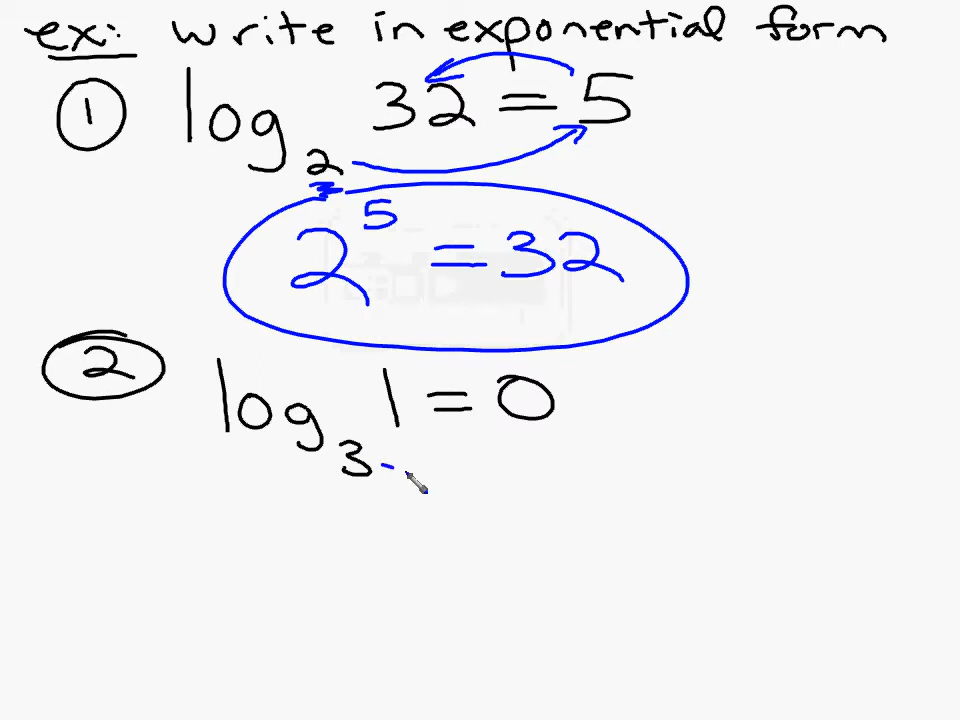 ex: write in exponential form
① log₂ 32 = 5
2⁵ = 32
② log₃ 1 = 0